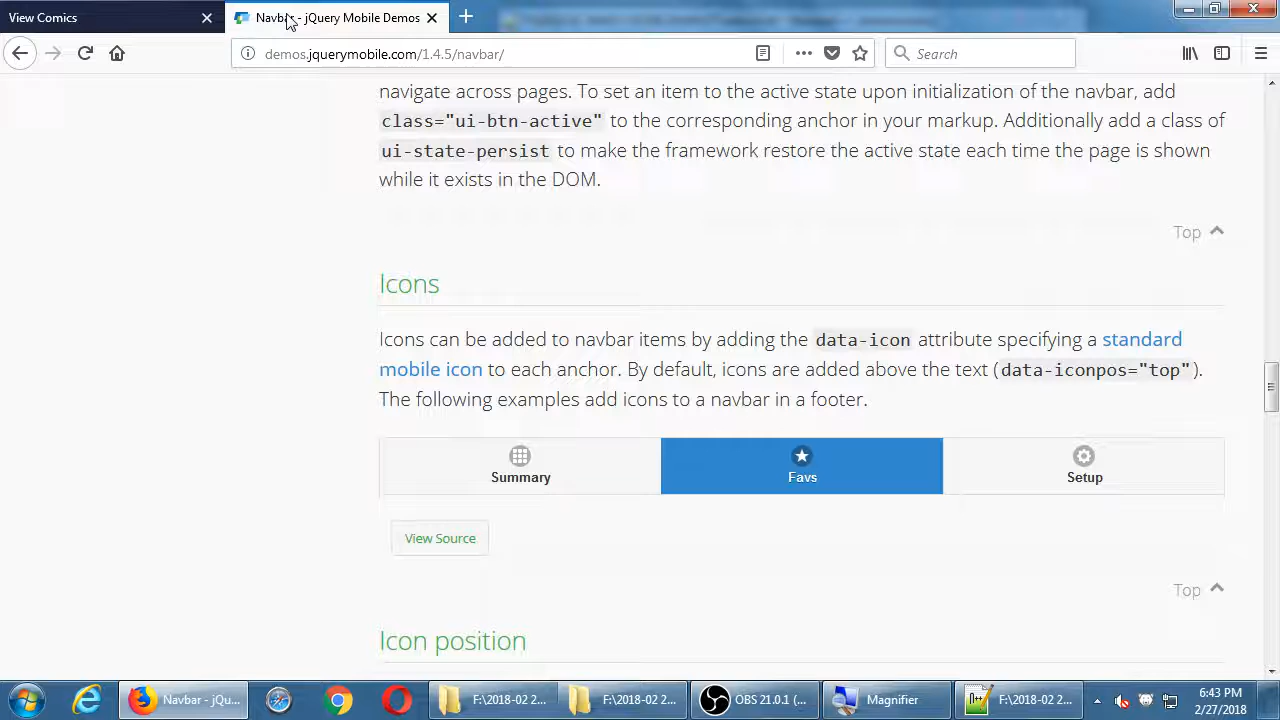 View Comics
Navbar - jQuery Mobile Demos
demos.jquerymobile.com/1.4.5/navbar/
Search
navigate across pages. To set an item to the active state upon initialization of the navbar, add
class="ui-btn-active" to the corresponding anchor in your markup. Additionally add a class of
ui-state-persist to make the framework restore the active state each time the page is shown
while it exists in the DOM.
Top
Icons
Icons can be added to navbar items by adding the data-icon attribute specifying a standard
mobile icon to each anchor. By default, icons are added above the text (data-iconpos="top").
The following examples add icons to a navbar in a footer.
Summary
Favs
Setup
View Source
Top
Icon position
Navbar - jQu...
F:\2018-02 2...
F:\2018-02 2...
OBS 21.0.1 (...
Magnifier
F:\2018-02 2...
6:43 PM
2/27/2018